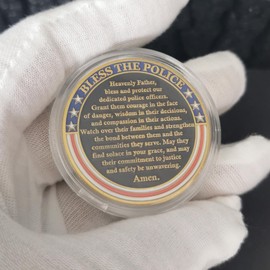 BLESS THE POLICE
Heavenly Father,
bless and protect our
dedicated police officers.
Grant them courage in the face
of danger, wisdom in their decisions,
and compassion in their actions.
Watch over their families and strengthen
the bond between them and the
communities they serve. May they
find solace in your grace, and may
their commitment to justice
and safety be unwavering.
Amen.